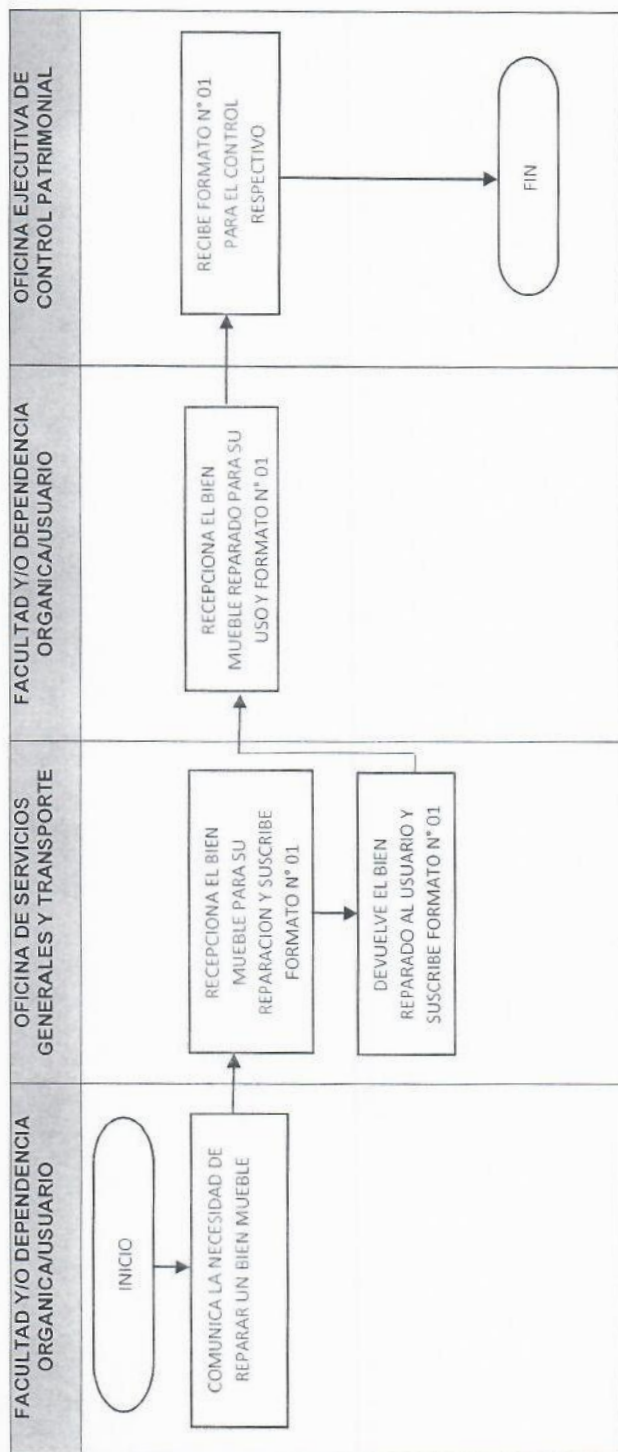 FACULTAD Y/O DEPENDENCIA
ORGANICA/USUARIO
INICIO
COMUNICA LA NECESIDAD DE
REPARAR UN BIEN MUEBLE
OFICINA DE SERVICIOS
GENERALES Y TRANSPORTE
RECEPCIONA EL BIEN
MUEBLE PARA SU
REPARACION Y SUSCRIBE
FORMATO N° 01
DEVUELVE EL BIEN
REPARADO AL USUARIO Y
SUSCRIBE FORMATO N° 01
FACULTAD Y/O DEPENDENCIA
ORGANICA/USUARIO
RECEPCIONA EL BIEN
MUEBLE REPARADO PARA SU
USO Y FORMATO N° 01
OFICINA EJECUTIVA DE
CONTROL PATRIMONIAL
RECIBE FORMATO N° 01
PARA EL CONTROL
RESPECTIVO
FIN